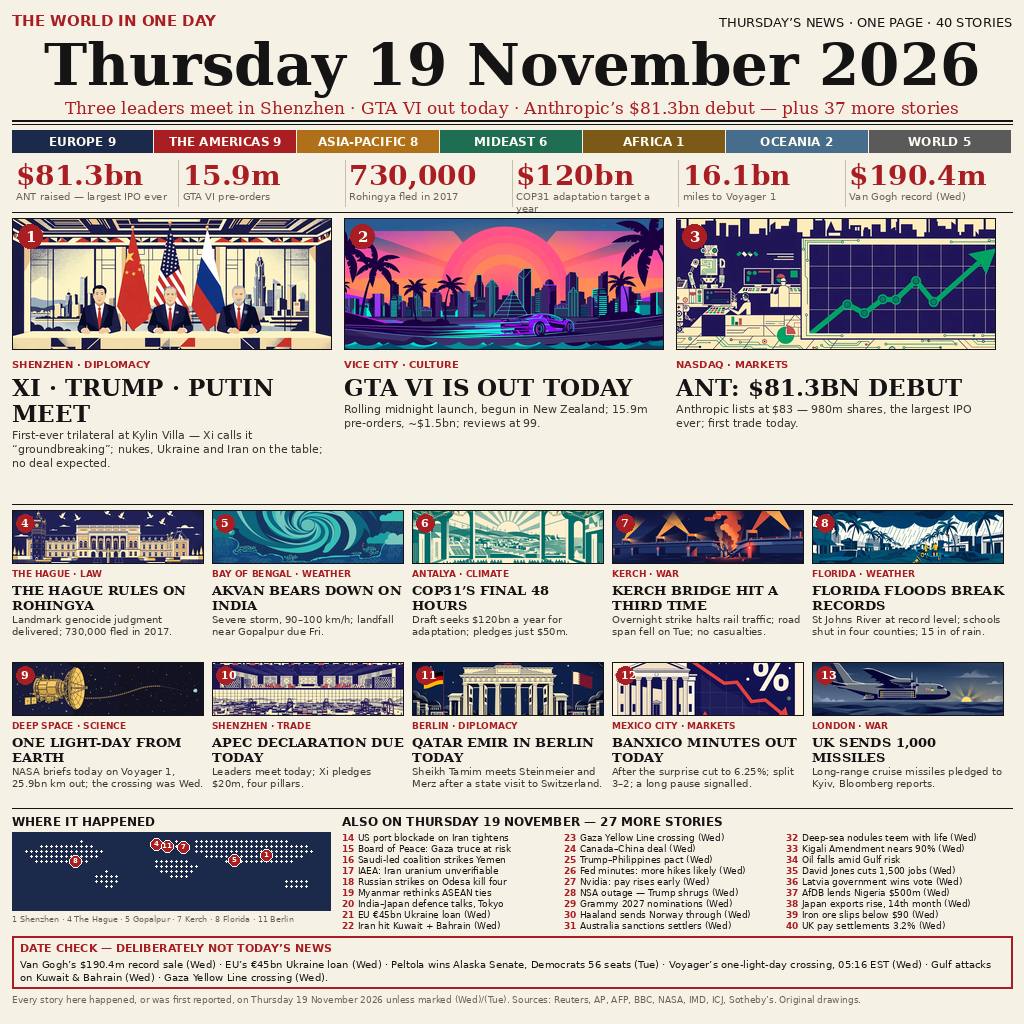 THE WORLD IN ONE DAY
THURSDAY’S NEWS · ONE PAGE · 40 STORIES
Thursday 19 November 2026
Three leaders meet in Shenzhen · GTA VI out today · Anthropic’s $81.3bn debut — plus 37 more stories
EUROPE 9
THE AMERICAS 9
ASIA-PACIFIC 8
MIDEAST 6
AFRICA 1
OCEANIA 2
WORLD 5
$81.3bn
ANT raised — largest IPO ever
15.9m
GTA VI pre-orders
730,000
Rohingya fled in 2017
$120bn
COP31 adaptation target a
year
16.1bn
miles to Voyager 1
$190.4m
Van Gogh record (Wed)
1
SHENZHEN · DIPLOMACY
XI · TRUMP · PUTIN
MEET
First-ever trilateral at Kylin Villa — Xi calls it
“groundbreaking”; nukes, Ukraine and Iran on the table;
no deal expected.
2
VICE CITY · CULTURE
GTA VI IS OUT TODAY
Rolling midnight launch, begun in New Zealand; 15.9m
pre-orders, ~$1.5bn; reviews at 99.
3
NASDAQ · MARKETS
ANT: $81.3BN DEBUT
Anthropic lists at $83 — 980m shares, the largest IPO
ever; first trade today.
4
THE HAGUE · LAW
THE HAGUE RULES ON
ROHINGYA
Landmark genocide judgment
delivered; 730,000 fled in 2017.
5
BAY OF BENGAL · WEATHER
AKVAN BEARS DOWN ON
INDIA
Severe storm, 90–100 km/h; landfall
near Gopalpur due Fri.
6
ANTALYA · CLIMATE
COP31’S FINAL 48
HOURS
Draft seeks $120bn a year for
adaptation; pledges just $50m.
7
KERCH · WAR
KERCH BRIDGE HIT A
THIRD TIME
Overnight strike halts rail traffic; road
span fell on Tue; no casualties.
8
FLORIDA · WEATHER
FLORIDA FLOODS BREAK
RECORDS
St Johns River at record level; schools
shut in four counties; 15 in of rain.
9
DEEP SPACE · SCIENCE
ONE LIGHT-DAY FROM
EARTH
NASA briefs today on Voyager 1,
25.9bn km out; the crossing was Wed.
10
SHENZHEN · TRADE
APEC DECLARATION DUE
TODAY
Leaders meet today; Xi pledges
$20m, four pillars.
11
BERLIN · DIPLOMACY
QATAR EMIR IN BERLIN
TODAY
Sheikh Tamim meets Steinmeier and
Merz after a state visit to Switzerland.
12
%
MEXICO CITY · MARKETS
BANXICO MINUTES OUT
TODAY
After the surprise cut to 6.25%; split
3–2; a long pause signalled.
13
LONDON · WAR
UK SENDS 1,000
MISSILES
Long-range cruise missiles pledged to
Kyiv, Bloomberg reports.
WHERE IT HAPPENED
4 11 7
8 5 1
1 Shenzhen · 4 The Hague · 5 Gopalpur · 7 Kerch · 8 Florida · 11 Berlin
ALSO ON THURSDAY 19 NOVEMBER — 27 MORE STORIES
14 US port blockade on Iran tightens
15 Board of Peace: Gaza truce at risk
16 Saudi-led coalition strikes Yemen
17 IAEA: Iran uranium unverifiable
18 Russian strikes on Odesa kill four
19 Myanmar rethinks ASEAN ties
20 India–Japan defence talks, Tokyo
21 EU €45bn Ukraine loan (Wed)
22 Iran hit Kuwait + Bahrain (Wed)
23 Gaza Yellow Line crossing (Wed)
24 Canada–China deal (Wed)
25 Trump–Philippines pact (Wed)
26 Fed minutes: more hikes likely (Wed)
27 Nvidia: pay rises early (Wed)
28 NSA outage — Trump shrugs (Wed)
29 Grammy 2027 nominations (Wed)
30 Haaland sends Norway through (Wed)
31 Australia sanctions settlers (Wed)
32 Deep-sea nodules teem with life (Wed)
33 Kigali Amendment nears 90% (Wed)
34 Oil falls amid Gulf risk
35 David Jones cuts 1,500 jobs (Wed)
36 Latvia government wins vote (Wed)
37 AfDB lends Nigeria $500m (Wed)
38 Japan exports rise, 14th month (Wed)
39 Iron ore slips below $90 (Wed)
40 UK pay settlements 3.2% (Wed)
DATE CHECK — DELIBERATELY NOT TODAY’S NEWS
Van Gogh’s $190.4m record sale (Wed) · EU’s €45bn Ukraine loan (Wed) · Peltola wins Alaska Senate, Democrats 56 seats (Tue) · Voyager’s one-light-day crossing, 05:16 EST (Wed) · Gulf attacks
on Kuwait & Bahrain (Wed) · Gaza Yellow Line crossing (Wed).
Every story here happened, or was first reported, on Thursday 19 November 2026 unless marked (Wed)/(Tue). Sources: Reuters, AP, AFP, BBC, NASA, IMD, ICJ, Sotheby’s. Original drawings.